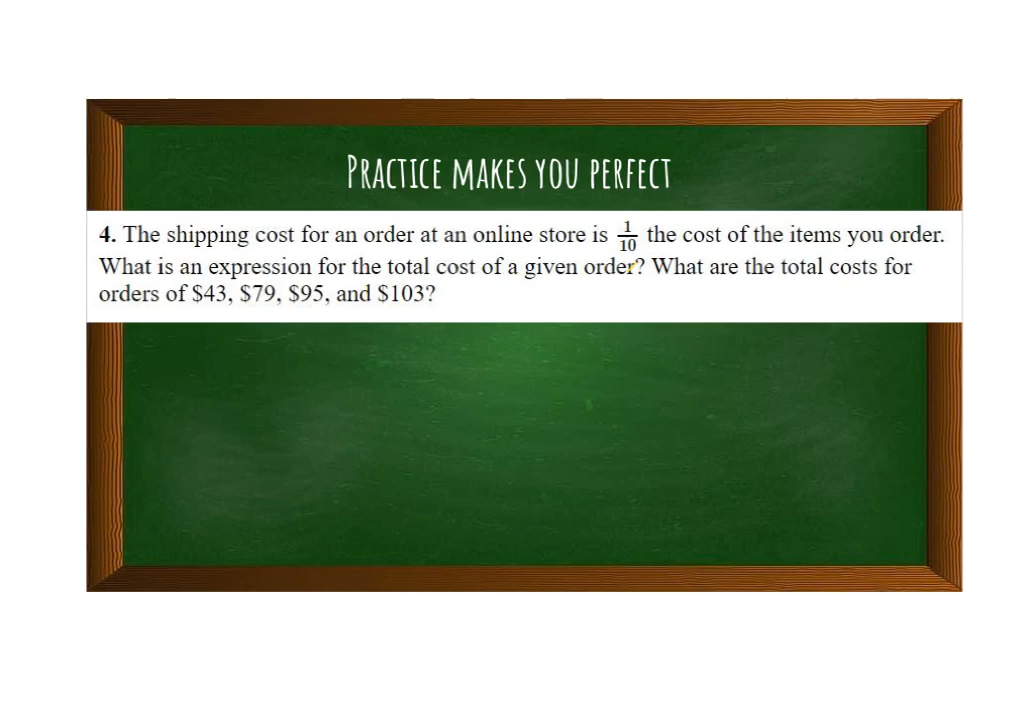 PRACTICE MAKES YOU PERFECT
4. The shipping cost for an order at an online store is 1/10 the cost of the items you order.
What is an expression for the total cost of a given order? What are the total costs for
orders of $43, $79, $95, and $103?